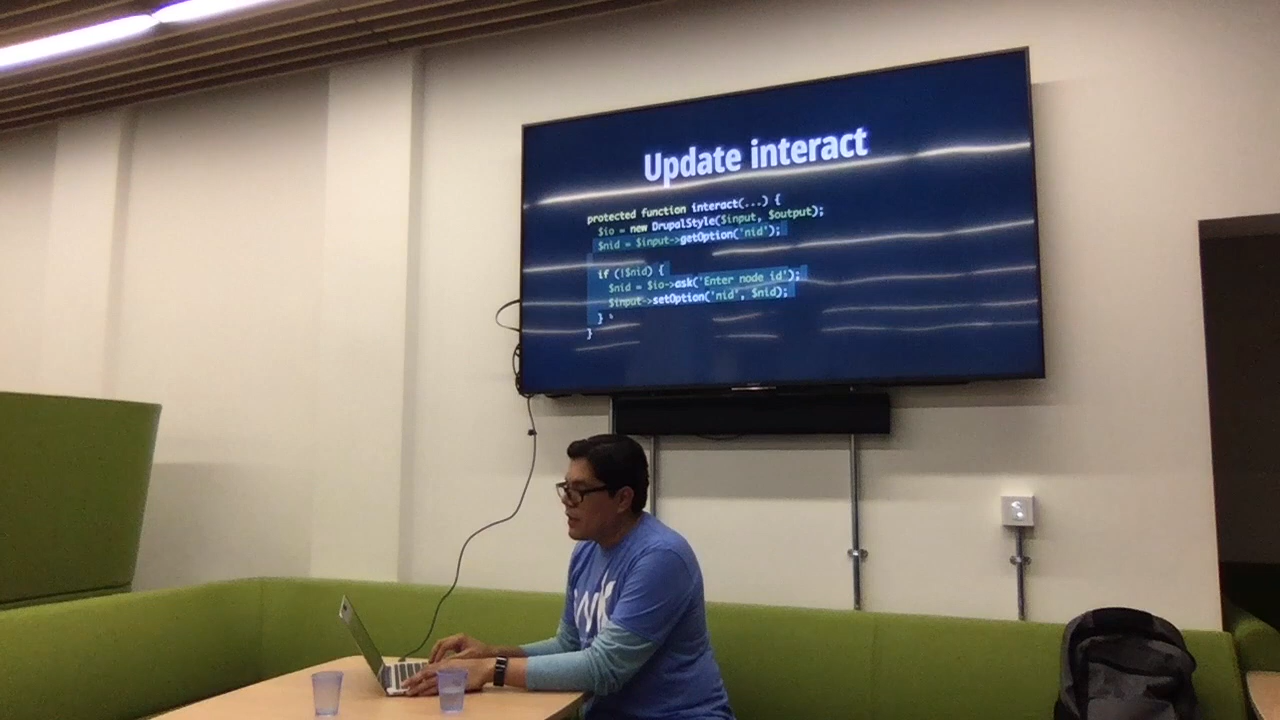 Update interact
protected function interact(...) {
$io = new DrupalStyle($input, $output);
$nid = $input->getOption('nid');
if (!$nid) {
$nid = $io->ask('Enter node id');
$input->setOption('nid', $nid);
}
}